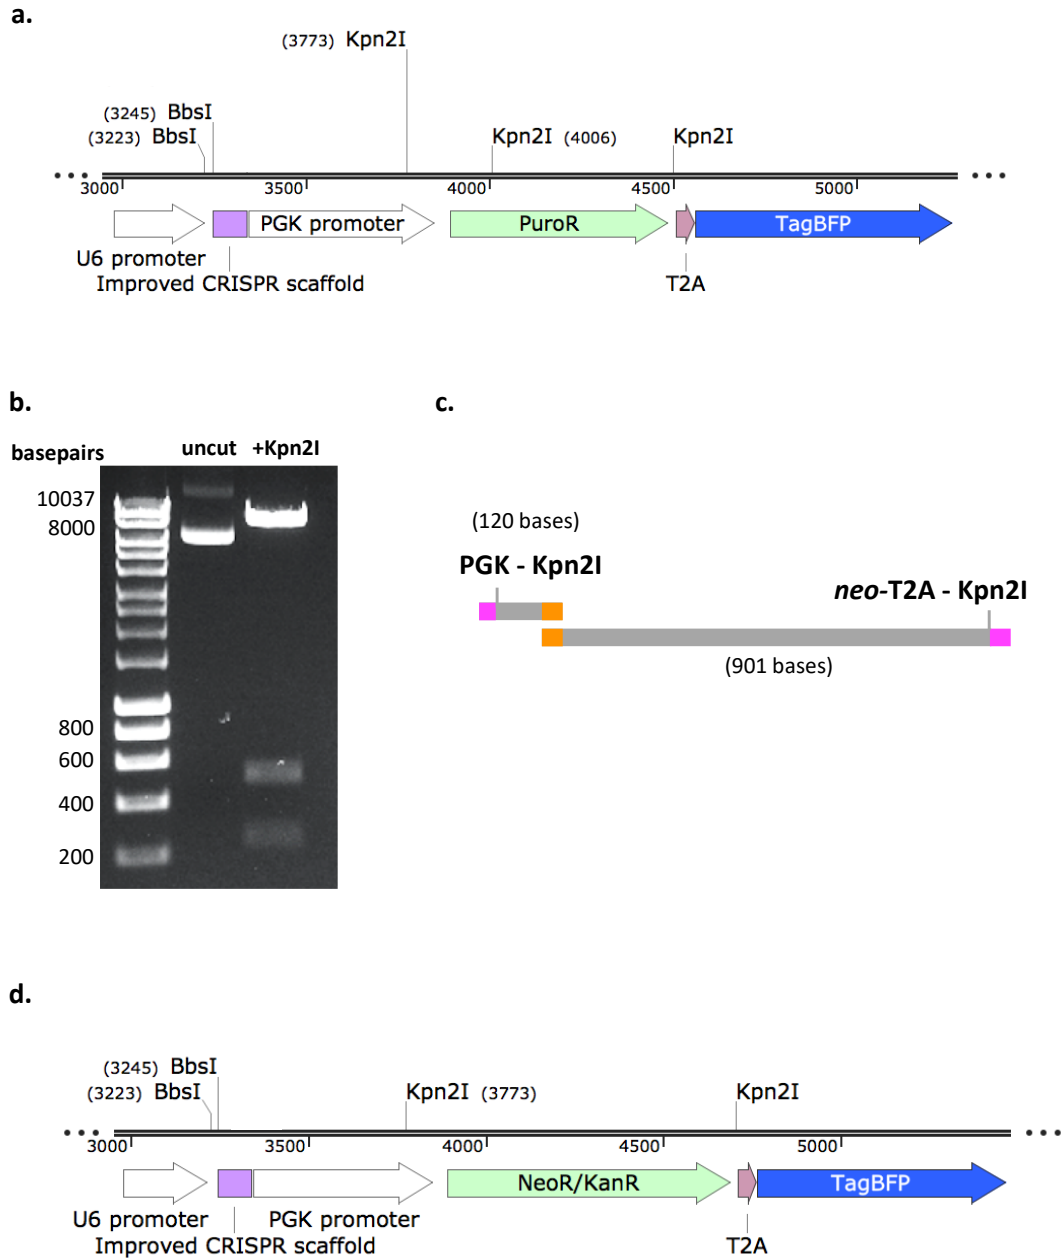 a.
(3773) Kpn2I
(3245) BbsI
(3223) BbsI
Kpn2I (4006)
Kpn2I
3000 3500 4000 4500 5000
PGK promoter
PuroR
TagBFP
U6 promoter
Improved CRISPR scaffold
T2A
b.
basepairs
uncut
+Kpn2I
10037
8000
800
600
400
200
c.
(120 bases)
PGK - Kpn2I
neo-T2A - Kpn2I
(901 bases)
d.
(3245) BbsI
(3223) BbsI
Kpn2I (3773)
Kpn2I
3000 3500 4000 4500 5000
NeoR/KanR
TagBFP
U6 promoter
PGK promoter
Improved CRISPR scaffold
T2A